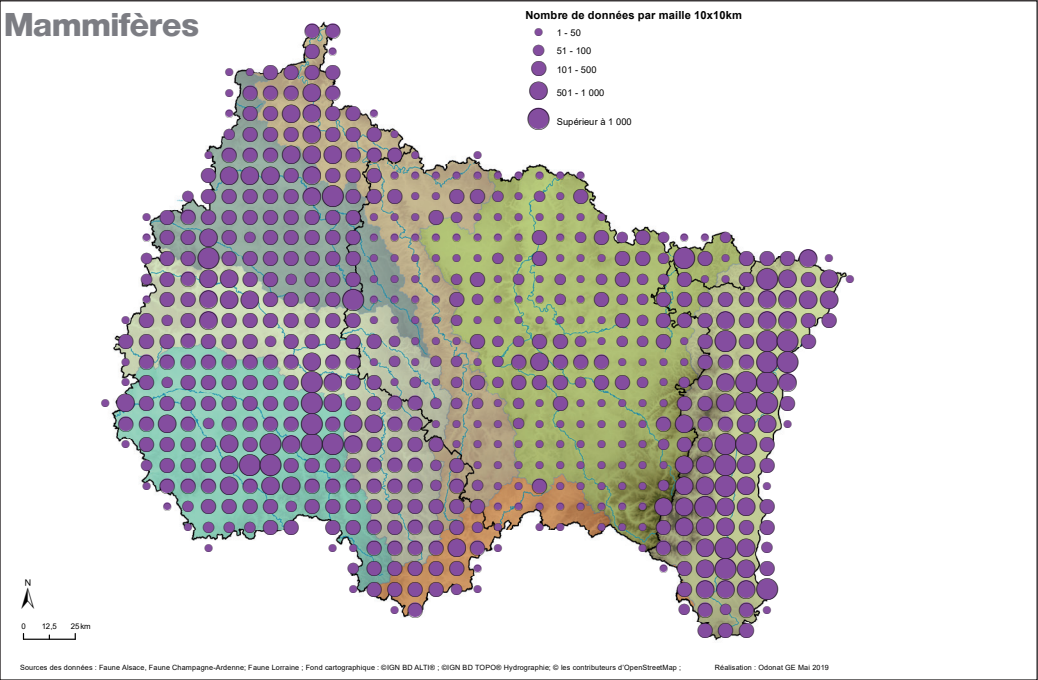 Mammifères
Nombre de données par maille 10x10km
1 - 50
51 - 100
101 - 500
501 - 1 000
Supérieur à 1 000
N
0 12,5 25 km
Sources des données : Faune Alsace, Faune Champagne-Ardenne; Faune Lorraine ; Fond cartographique : ©IGN BD ALTI® ; ©IGN BD TOPO® Hydrographie; © les contributeurs d'OpenStreetMap ; Réalisation : Odonat GE Mai 2019